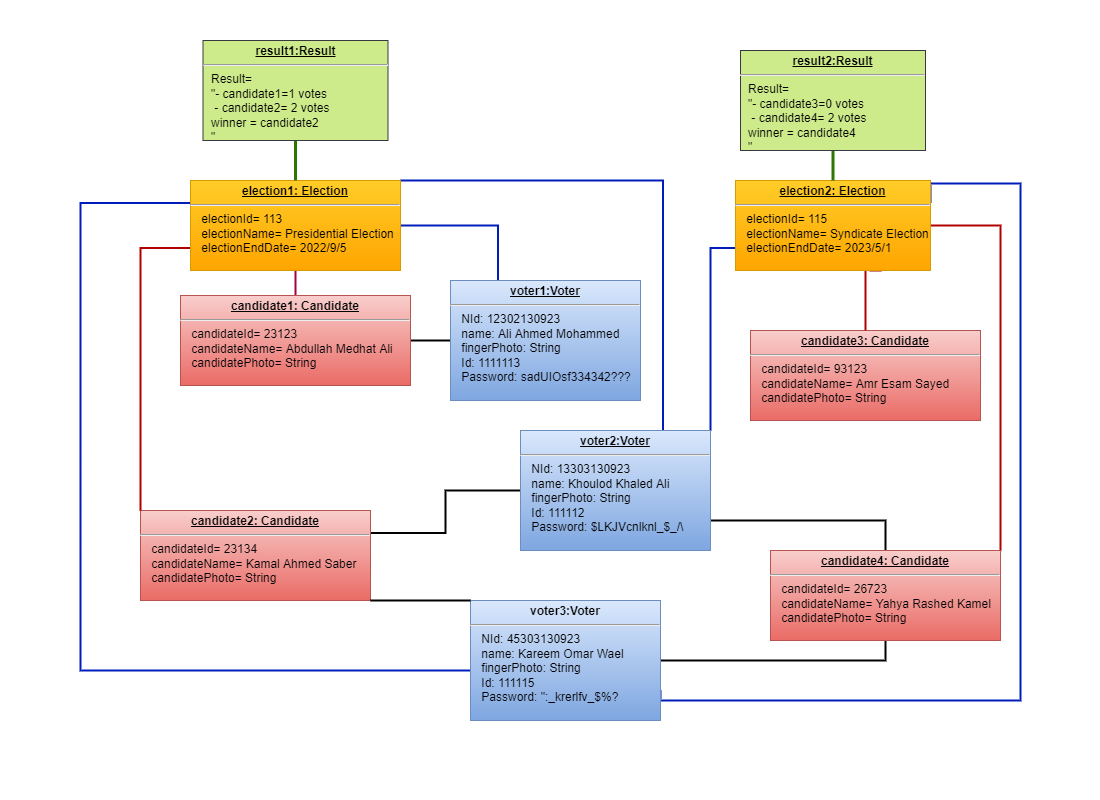 result1:Result
Result=
"- candidate1=1 votes
- candidate2= 2 votes
winner = candidate2
"
result2:Result
Result=
"- candidate3=0 votes
- candidate4= 2 votes
winner = candidate4
"
election1: Election
electionId= 113
electionName= Presidential Election
electionEndDate= 2022/9/5
election2: Election
electionId= 115
electionName= Syndicate Election
electionEndDate= 2023/5/1
candidate1: Candidate
candidateId= 23123
candidateName= Abdullah Medhat Ali
candidatePhoto= String
voter1:Voter
NId: 12302130923
name: Ali Ahmed Mohammed
fingerPhoto: String
Id: 1111113
Password: sadUIOsf334342???
candidate3: Candidate
candidateId= 93123
candidateName= Amr Esam Sayed
candidatePhoto= String
voter2:Voter
NId: 13303130923
name: Khoulod Khaled Ali
fingerPhoto: String
Id: 111112
Password: $LKJVcnlknl_$_/\
candidate2: Candidate
candidateId= 23134
candidateName= Kamal Ahmed Saber
candidatePhoto= String
candidate4: Candidate
candidateId= 26723
candidateName= Yahya Rashed Kamel
candidatePhoto= String
voter3:Voter
NId: 45303130923
name: Kareem Omar Wael
fingerPhoto: String
Id: 111115
Password: ":_krerlfv_$%?